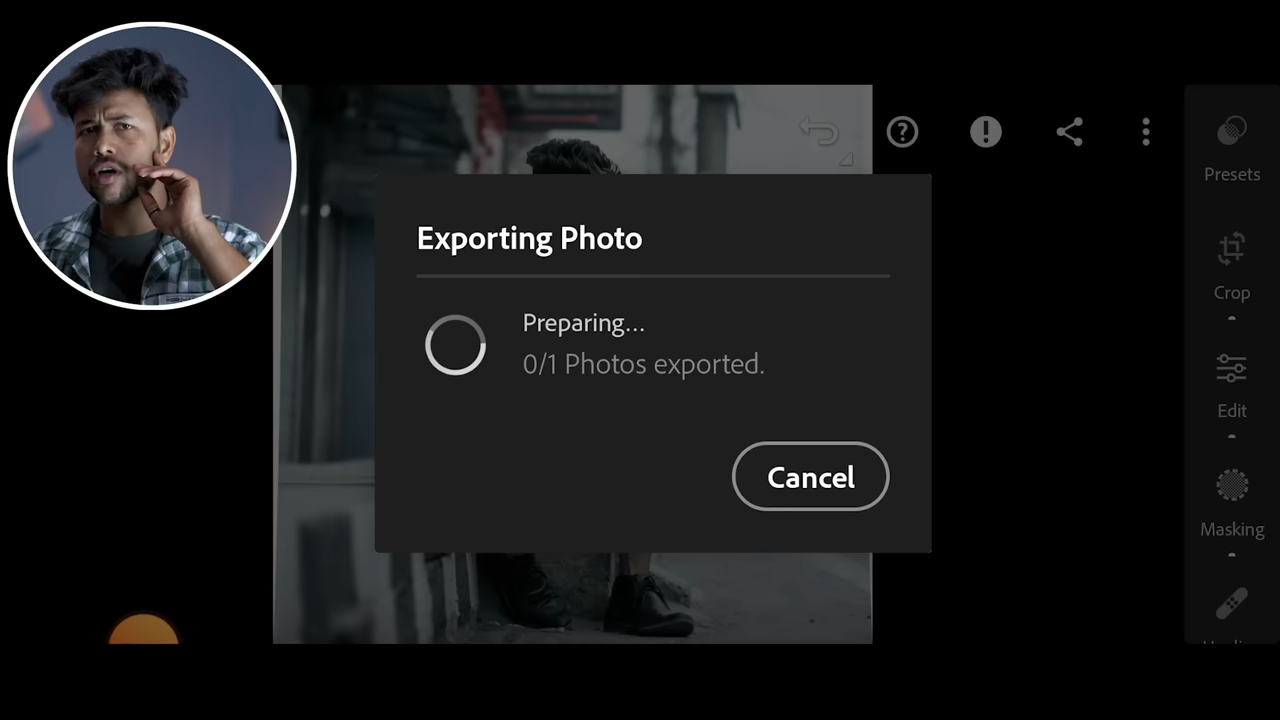 Exporting Photo
Preparing...
0/1 Photos exported.
Cancel
Presets
Crop
Edit
Masking